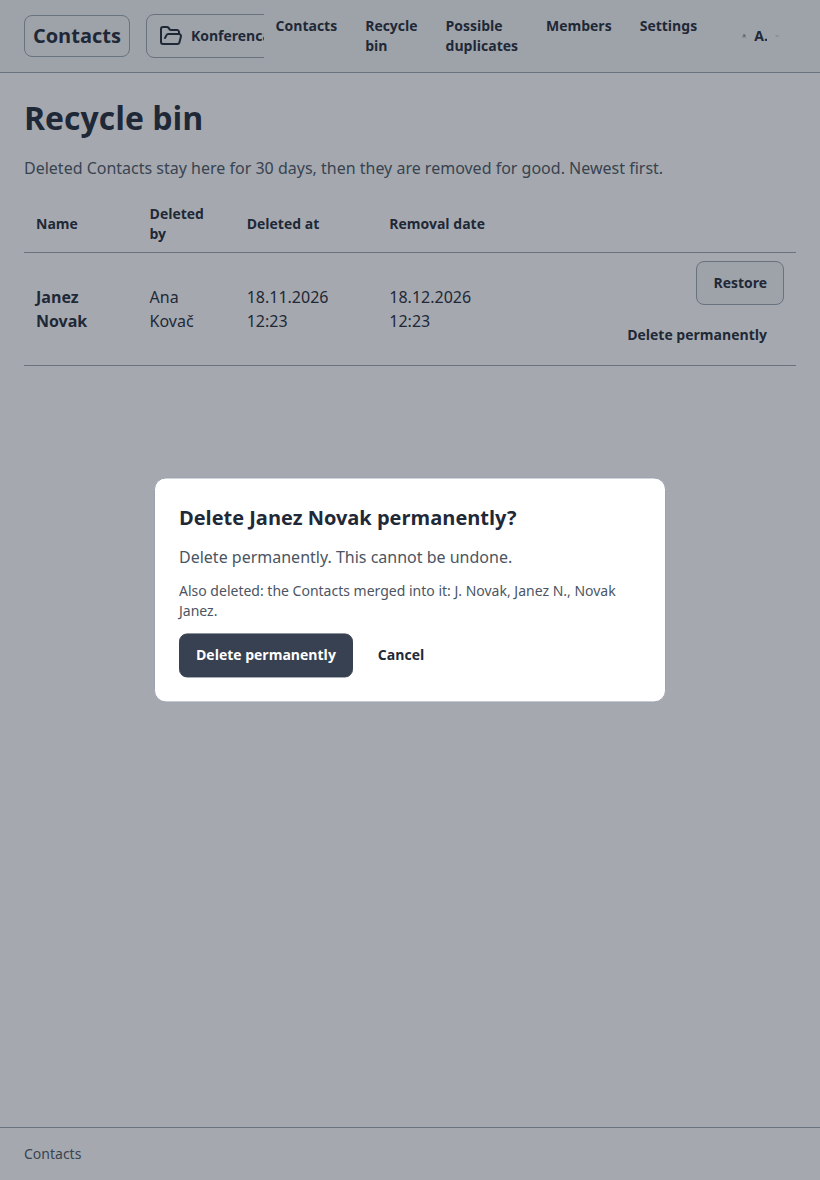 Contacts
Contacts Recycle bin Possible duplicates Members Settings A.
Recycle bin
Deleted Contacts stay here for 30 days, then they are removed for good. Newest first.
Name Deleted by Deleted at Removal date
Janez Novak Ana Kovač 18.11.2026 12:23 18.12.2026 12:23
Restore
Delete permanently
Delete Janez Novak permanently?
Delete permanently. This cannot be undone.
Also deleted: the Contacts merged into it: J. Novak, Janez N., Novak
Janez.
Delete permanently Cancel
Contacts